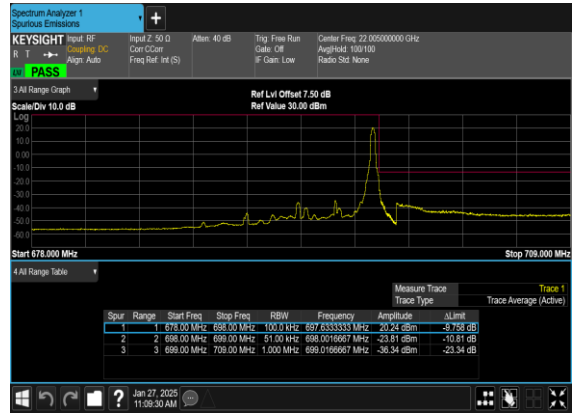 Spectrum Analyzer 1
Spurious Emissions
+
KEYSIGHT Input: RF Input Z: 50 Ω Atten: 40 dB Trig: Free Run Center Freq: 22.005000000 GHz
R T Coupling: DC Corr CCorr Gate: Off Avg|Hold: 100/100
Align: Auto Freq Ref: Int (S) IF Gain: Low Radio Std: None
PASS
3 All Range Graph
Ref Lvl Offset 7.50 dB
Scale/Div 10.0 dB Ref Value 30.00 dBm
Log
20.0
10.0
0.00
-10.0
-20.0
-30.0
-40.0
-50.0
-60.0
Start 678.000 MHz Stop 709.000 MHz
4 All Range Table
Measure Trace Trace 1
Trace Type Trace Average (Active)
Spur Range Start Freq Stop Freq RBW Frequency Amplitude ΔLimit
1 1 678.00 MHz 698.00 MHz 100.0 kHz 697.6333333 MHz 20.24 dBm -9.758 dB
2 2 698.00 MHz 699.00 MHz 51.00 kHz 698.0016667 MHz -23.81 dBm -10.81 dB
3 3 699.00 MHz 709.00 MHz 1.000 MHz 699.0166667 MHz -36.34 dBm -23.34 dB
? Jan 27, 2025
11:09:30 AM